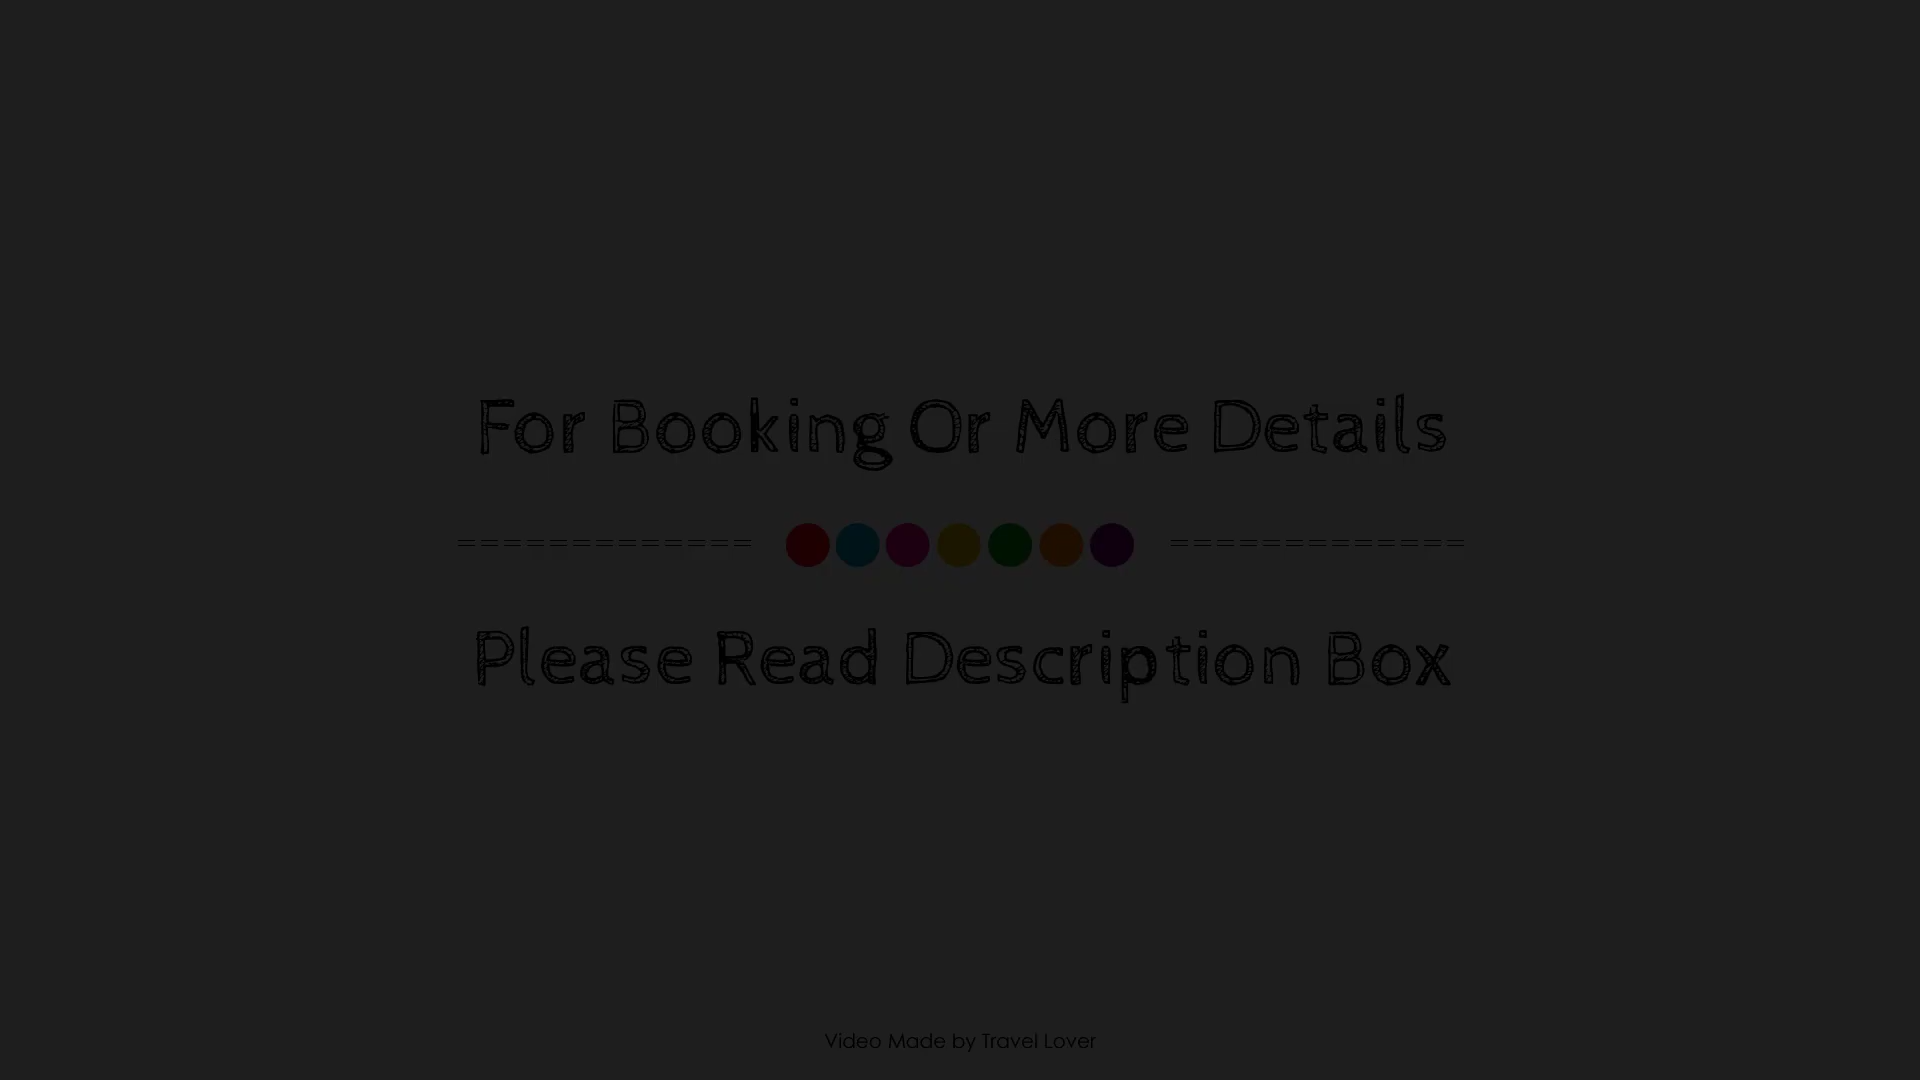 For Booking Or More Details
============= =============
Please Read Description Box
Video Made by Travel Lover